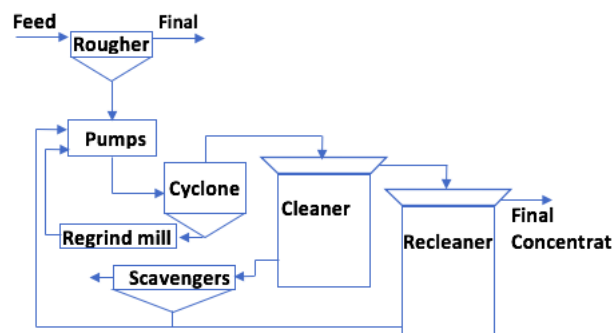 Feed
Final
Rougher
Pumps
Cyclone
Cleaner
Regrind mill
Recleaner
Final
Concentrat
Scavengers